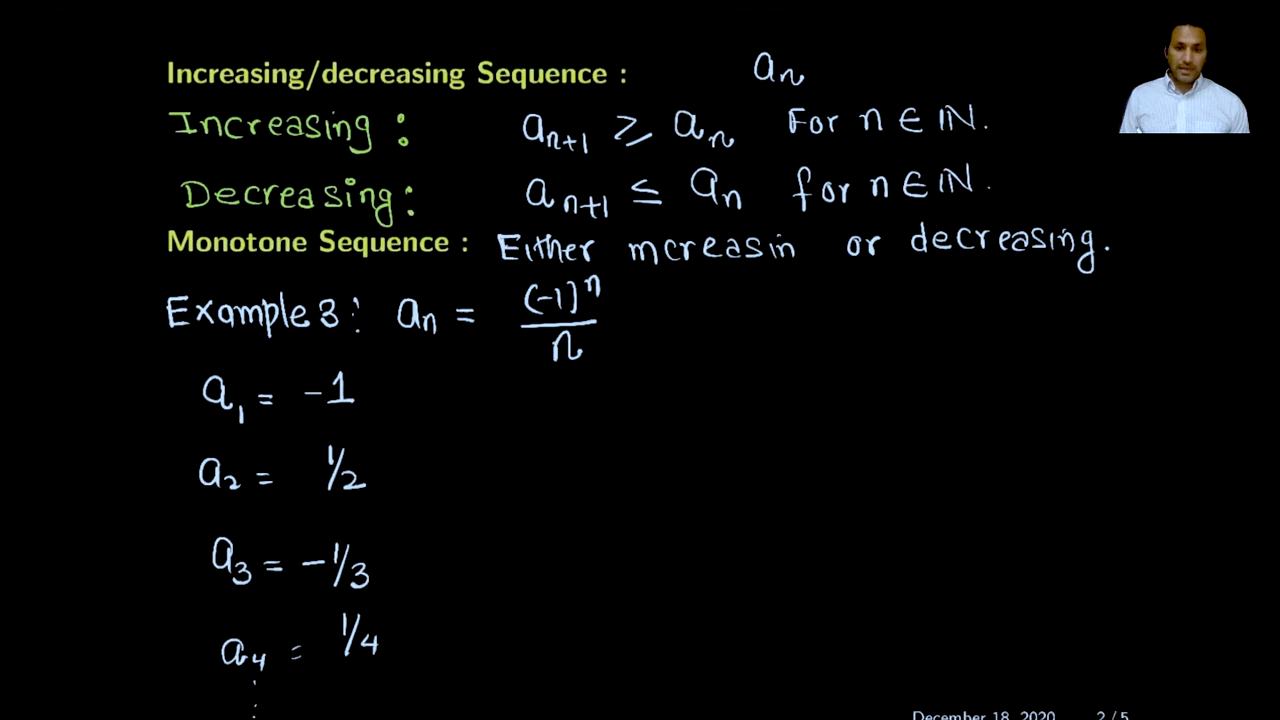 Increasing/decreasing Sequence : aₙ
Increasing : aₙ₊₁ ≥ aₙ For n ∈ ℕ.
Decreasing : aₙ₊₁ ≤ aₙ for n ∈ ℕ.
Monotone Sequence : Either increasin or decreasing.
Example 3 : aₙ = (-1)ⁿ/n
a₁ = -1
a₂ = 1/2
a₃ = -1/3
a₄ = 1/4
⋮
December 18, 2020 2/5